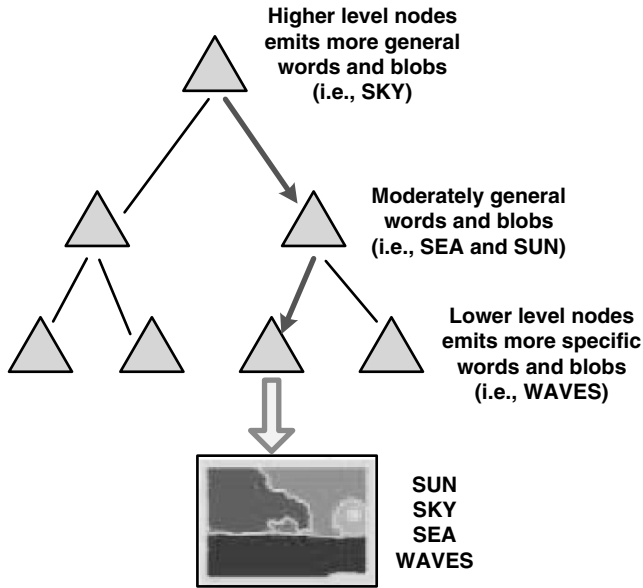 Higher level nodes
emits more general
words and blobs
(i.e., SKY)
Moderately general
words and blobs
(i.e., SEA and SUN)
Lower level nodes
emits more specific
words and blobs
(i.e., WAVES)
SUN
SKY
SEA
WAVES